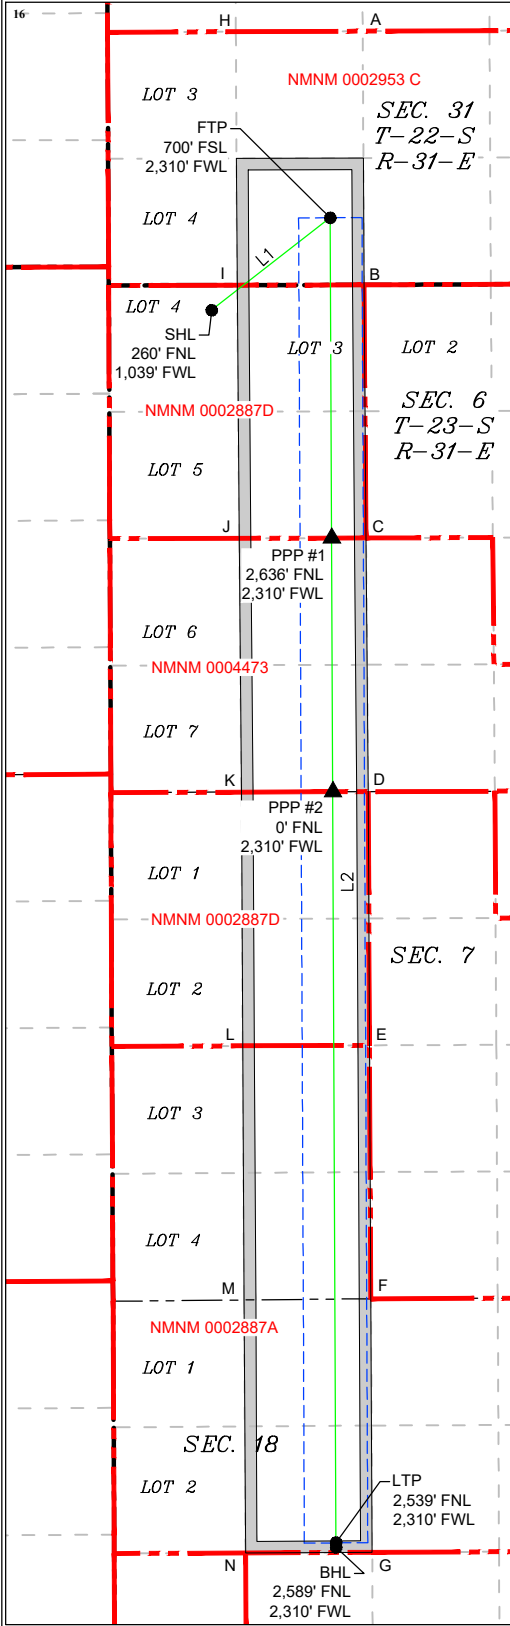 16
H
A
NMNM 0002953 C
LOT 3
SEC. 31
T-22-S
R-31-E
FTP
700' FSL
2,310' FWL
LOT 4
L1
I
B
LOT 4
SHL
260' FNL
1,039' FWL
LOT 3
LOT 2
SEC. 6
T-23-S
R-31-E
NMNM 0002887D
LOT 5
J
C
PPP #1
2,636' FNL
2,310' FWL
LOT 6
NMNM 0004473
LOT 7
K
D
PPP #2
0' FNL
2,310' FWL
LOT 1
L2
NMNM 0002887D
SEC. 7
LOT 2
L
E
LOT 3
LOT 4
M
F
NMNM 0002887A
LOT 1
SEC. 18
LOT 2
LTP
2,539' FNL
2,310' FWL
N
G
BHL
2,589' FNL
2,310' FWL